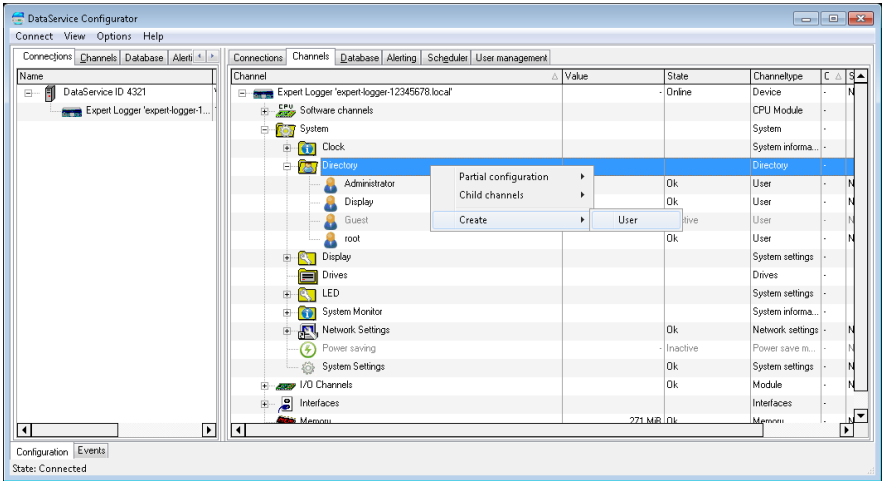 DataService Configurator
Connect View Options Help
Connections Channels Database Alerti
Connections Channels Database Alerting Scheduler User management
Name
Channel Value State Channeltype C S
DataService ID 4321
Expert Logger 'expert-logger-1...
Expert Logger 'expert-logger-12345678.local' - Online Device - N
CPU Software channels CPU Module -
System System -
Clock System informa... -
Directory Directory -
Administrator Ok User - N
Display Ok User - N
Guest tive User - N
root Ok User - N
Partial configuration
Child channels
Create
User
Display System settings -
Drives Drives -
LED System settings -
System Monitor System informa... -
Network Settings Ok Network settings - N
Power saving - Inactive Power save m... - N
System Settings Ok System settings - N
I/O Channels Ok Module - N
Interfaces Interfaces -
Memory 271 MiB Ok Memory - N
Configuration Events
State: Connected